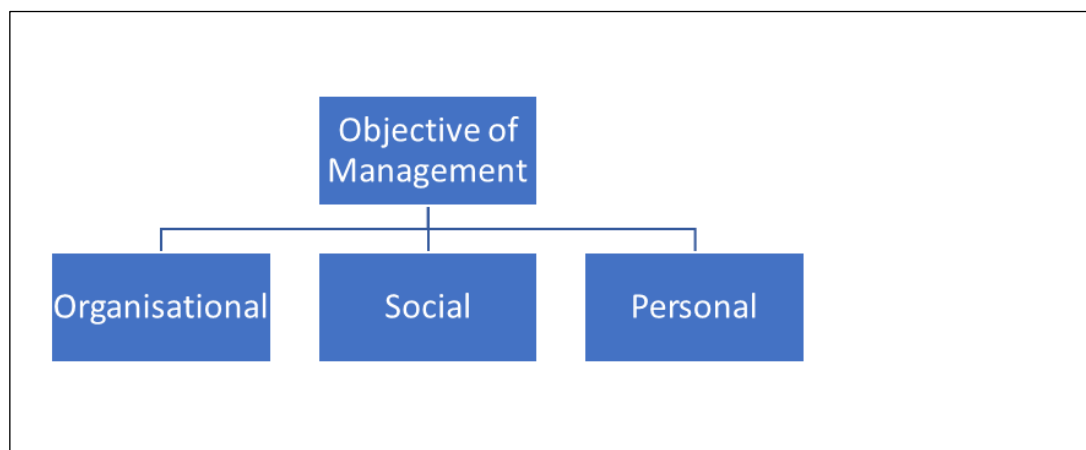 Objective of
Management
Organisational
Social
Personal